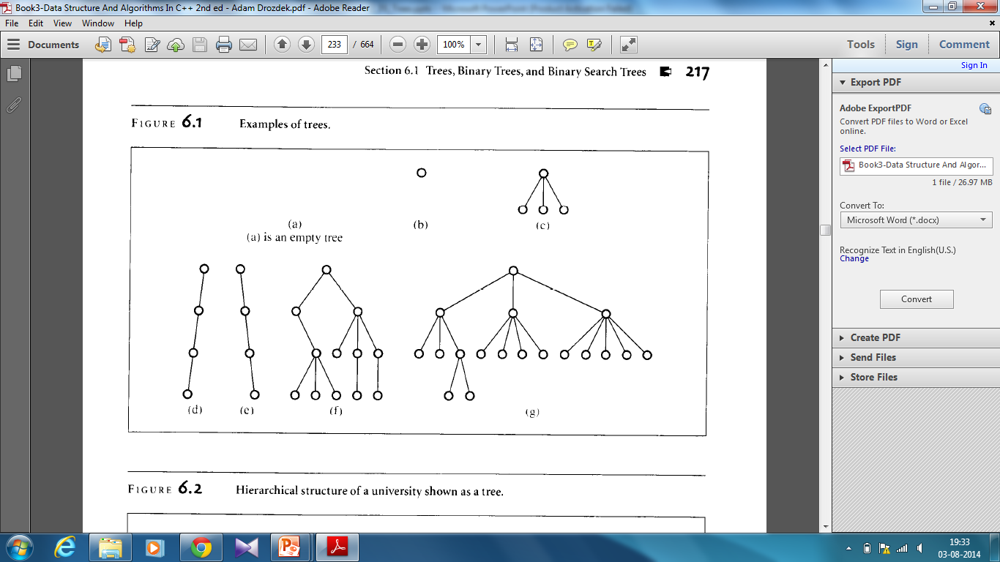 Book3-Data Structure And Algorithms In C++ 2nd ed - Adam Drozdek.pdf - Adobe Reader
File Edit View Window Help
Documents 233 / 664 100% Tools Sign Comment
Sign In
Export PDF
Adobe ExportPDF
Convert PDF files to Word or Excel
online.
Select PDF File:
Book3-Data Structure And Algor...
1 file / 26.97 MB
Convert To:
Microsoft Word (*.docx)
Recognize Text in English(U.S.)
Change
Convert
Create PDF
Send Files
Store Files
Section 6.1 Trees, Binary Trees, and Binary Search Trees 217
FIGURE 6.1 Examples of trees.
(a) (b) (c)
(a) is an empty tree
(d) (e) (f) (g)
FIGURE 6.2 Hierarchical structure of a university shown as a tree.
19:33
03-08-2014